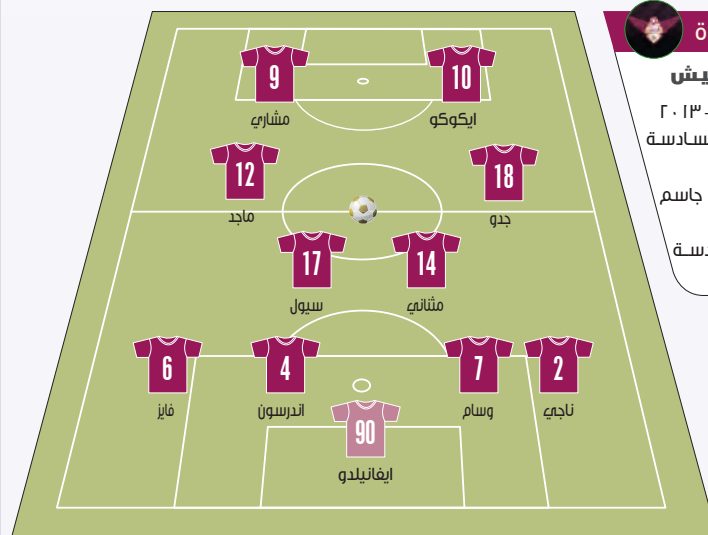 ة
يش
-٢٠١٣
سادسة
جاسم
دسة
10
9
ايكوكو
مشاري
18
12
جدو
ماجد
14
17
مثناني
سيول
2
7
4
6
ناجي
وسام
اندرسون
فايز
90
ايفانيلدو